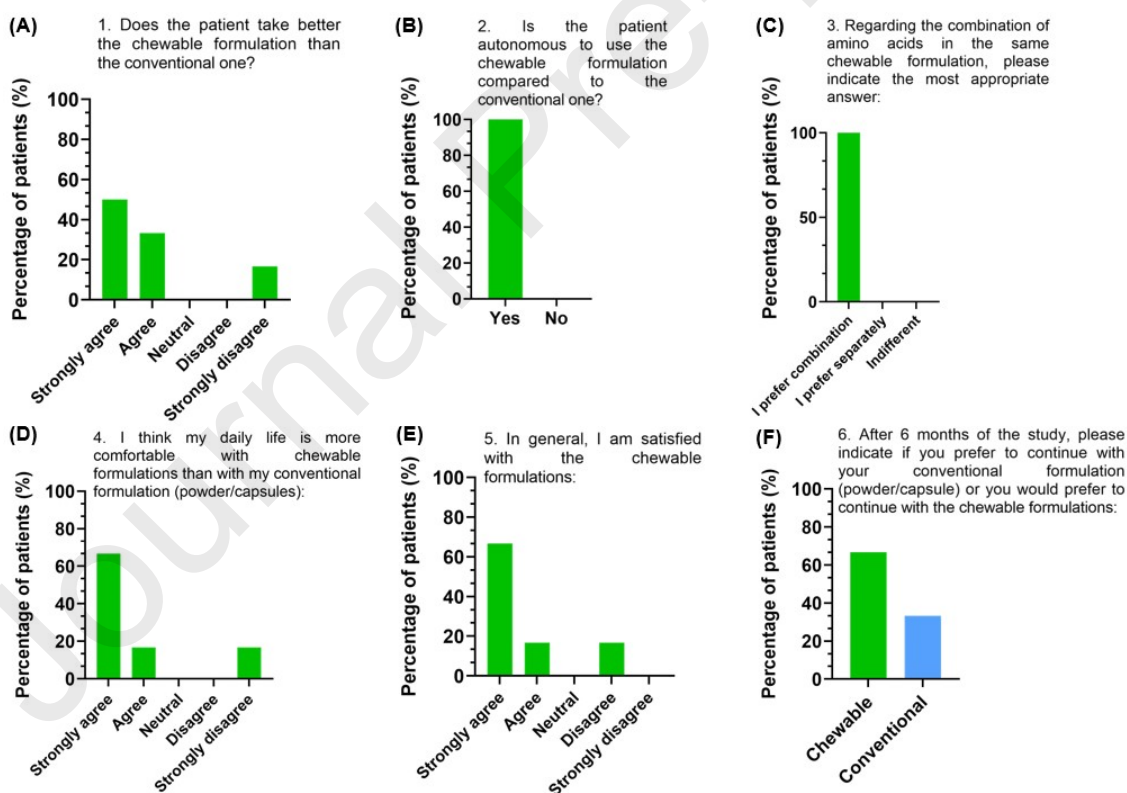 (A)
1. Does the patient take better
the chewable formulation than
the conventional one?
Percentage of patients (%)
100
80
60
40
20
0
Strongly agree
Agree
Neutral
Disagree
Strongly disagree
(B)
2. Is the patient
autonomous to use the
chewable formulation
compared to the
conventional one?
Percentage of patients (%)
100
80
60
40
20
0
Yes
No
(C)
3. Regarding the combination of
amino acids in the same
chewable formulation, please
indicate the most appropriate
answer:
Percentage of patients (%)
100
50
0
I prefer combination
I prefer separately
Indifferent
(D)
4. I think my daily life is more
comfortable with chewable
formulations than with my conventional
formulation (powder/capsules):
Percentage of patients (%)
100
80
60
40
20
0
Strongly agree
Agree
Neutral
Disagree
Strongly disagree
(E)
5. In general, I am satisfied
with the chewable
formulations:
Percentage of patients (%)
100
80
60
40
20
0
Strongly agree
Agree
Neutral
Disagree
Strongly disagree
(F)
6. After 6 months of the study, please
indicate if you prefer to continue with
your conventional formulation
(powder/capsule) or you would prefer to
continue with the chewable formulations:
Percentage of patients (%)
100
80
60
40
20
0
Chewable
Conventional
Journal Pre